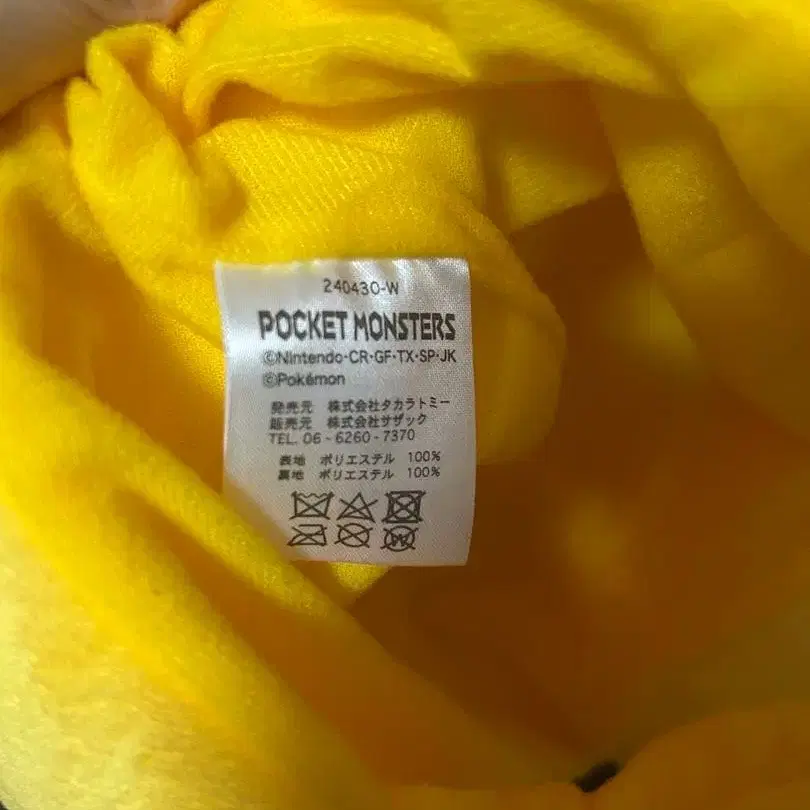 240430-W
POCKET MONSTERS
©Nintendo・CR・GF・TX・SP・JK
©Pokémon
発売元 株式会社タカラトミー
販売元 株式会社サザック
TEL. 06-6260-7370
表地 ポリエステル 100%
裏地 ポリエステル 100%